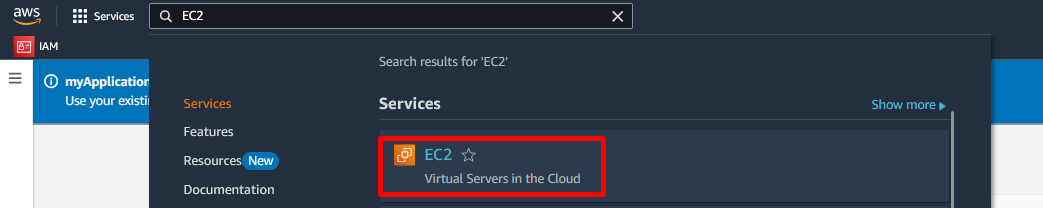 aws
Services
EC2
IAM
myApplication
Use your existin
Search results for 'EC2'
Services
Features
Resources New
Documentation
Services
Show more
EC2
Virtual Servers in the Cloud